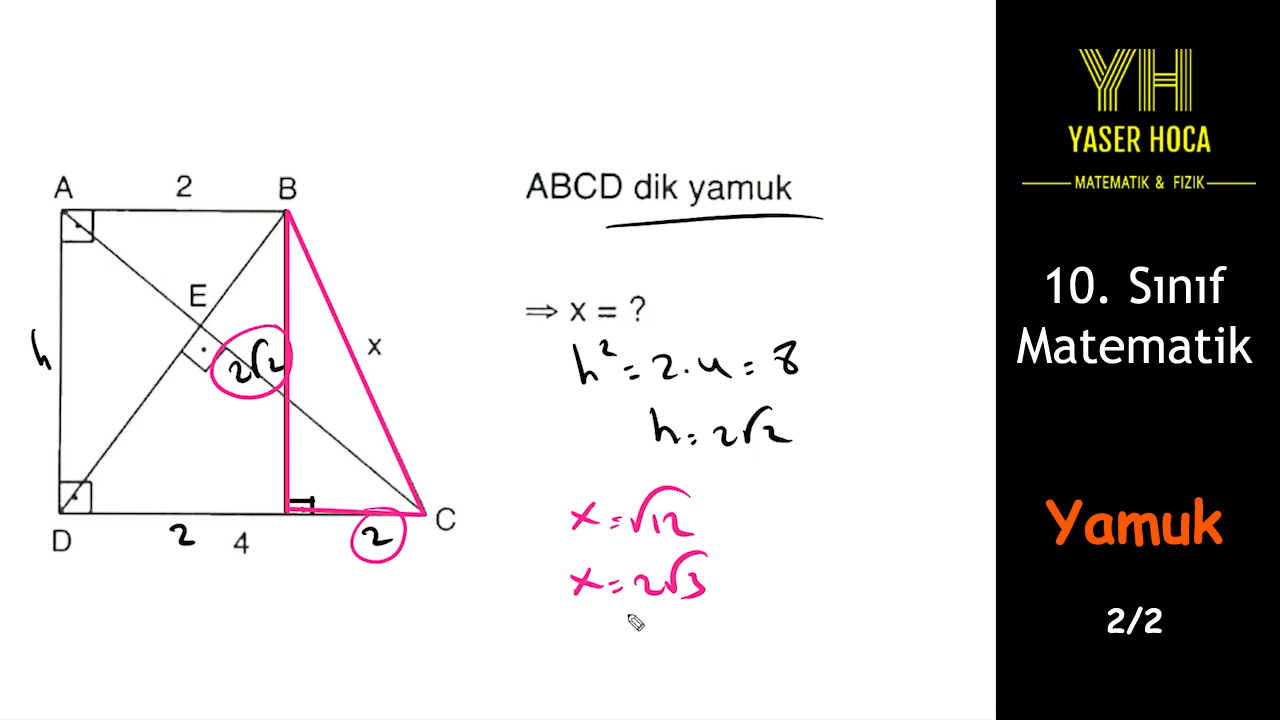 A 2 B
E
h
2√2
x
D 2 4 2 C
ABCD dik yamuk
⇒ x = ?
h² = 2 . 4 = 8
h = 2√2
x = √12
x = 2√3
YH
YASER HOCA
MATEMATIK & FIZIK
10. Sınıf
Matematik
Yamuk
2/2